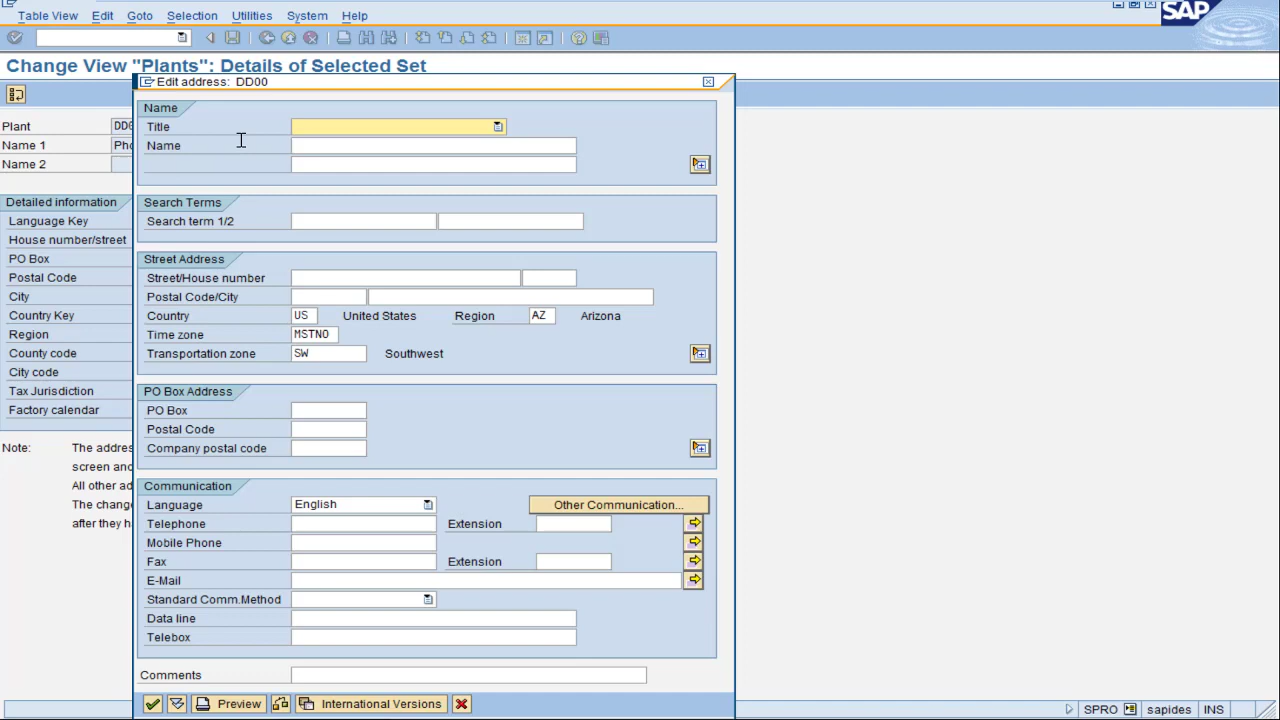 Table View Edit Goto Selection Utilities System Help
SAP
Change View "Plants": Details of Selected Set
Edit address: DD00
Plant
Name 1
Name 2
Detailed information
Language Key
House number/street
PO Box
Postal Code
City
Country Key
Region
County code
City code
Tax Jurisdiction
Factory calendar
Note: The
screen and
All other
The
after they
Name
Title
Name
Search Terms
Search term 1/2
Street Address
Street/House number
Postal Code/City
Country US United States Region AZ Arizona
Time zone MSTNO
Transportation zone SW Southwest
PO Box Address
PO Box
Postal Code
Company postal code
Communication
Language English Other Communication...
Telephone Extension
Mobile Phone
Fax Extension
E-Mail
Standard Comm.Method
Data line
Telebox
Comments
Preview International Versions
SPRO sapides INS